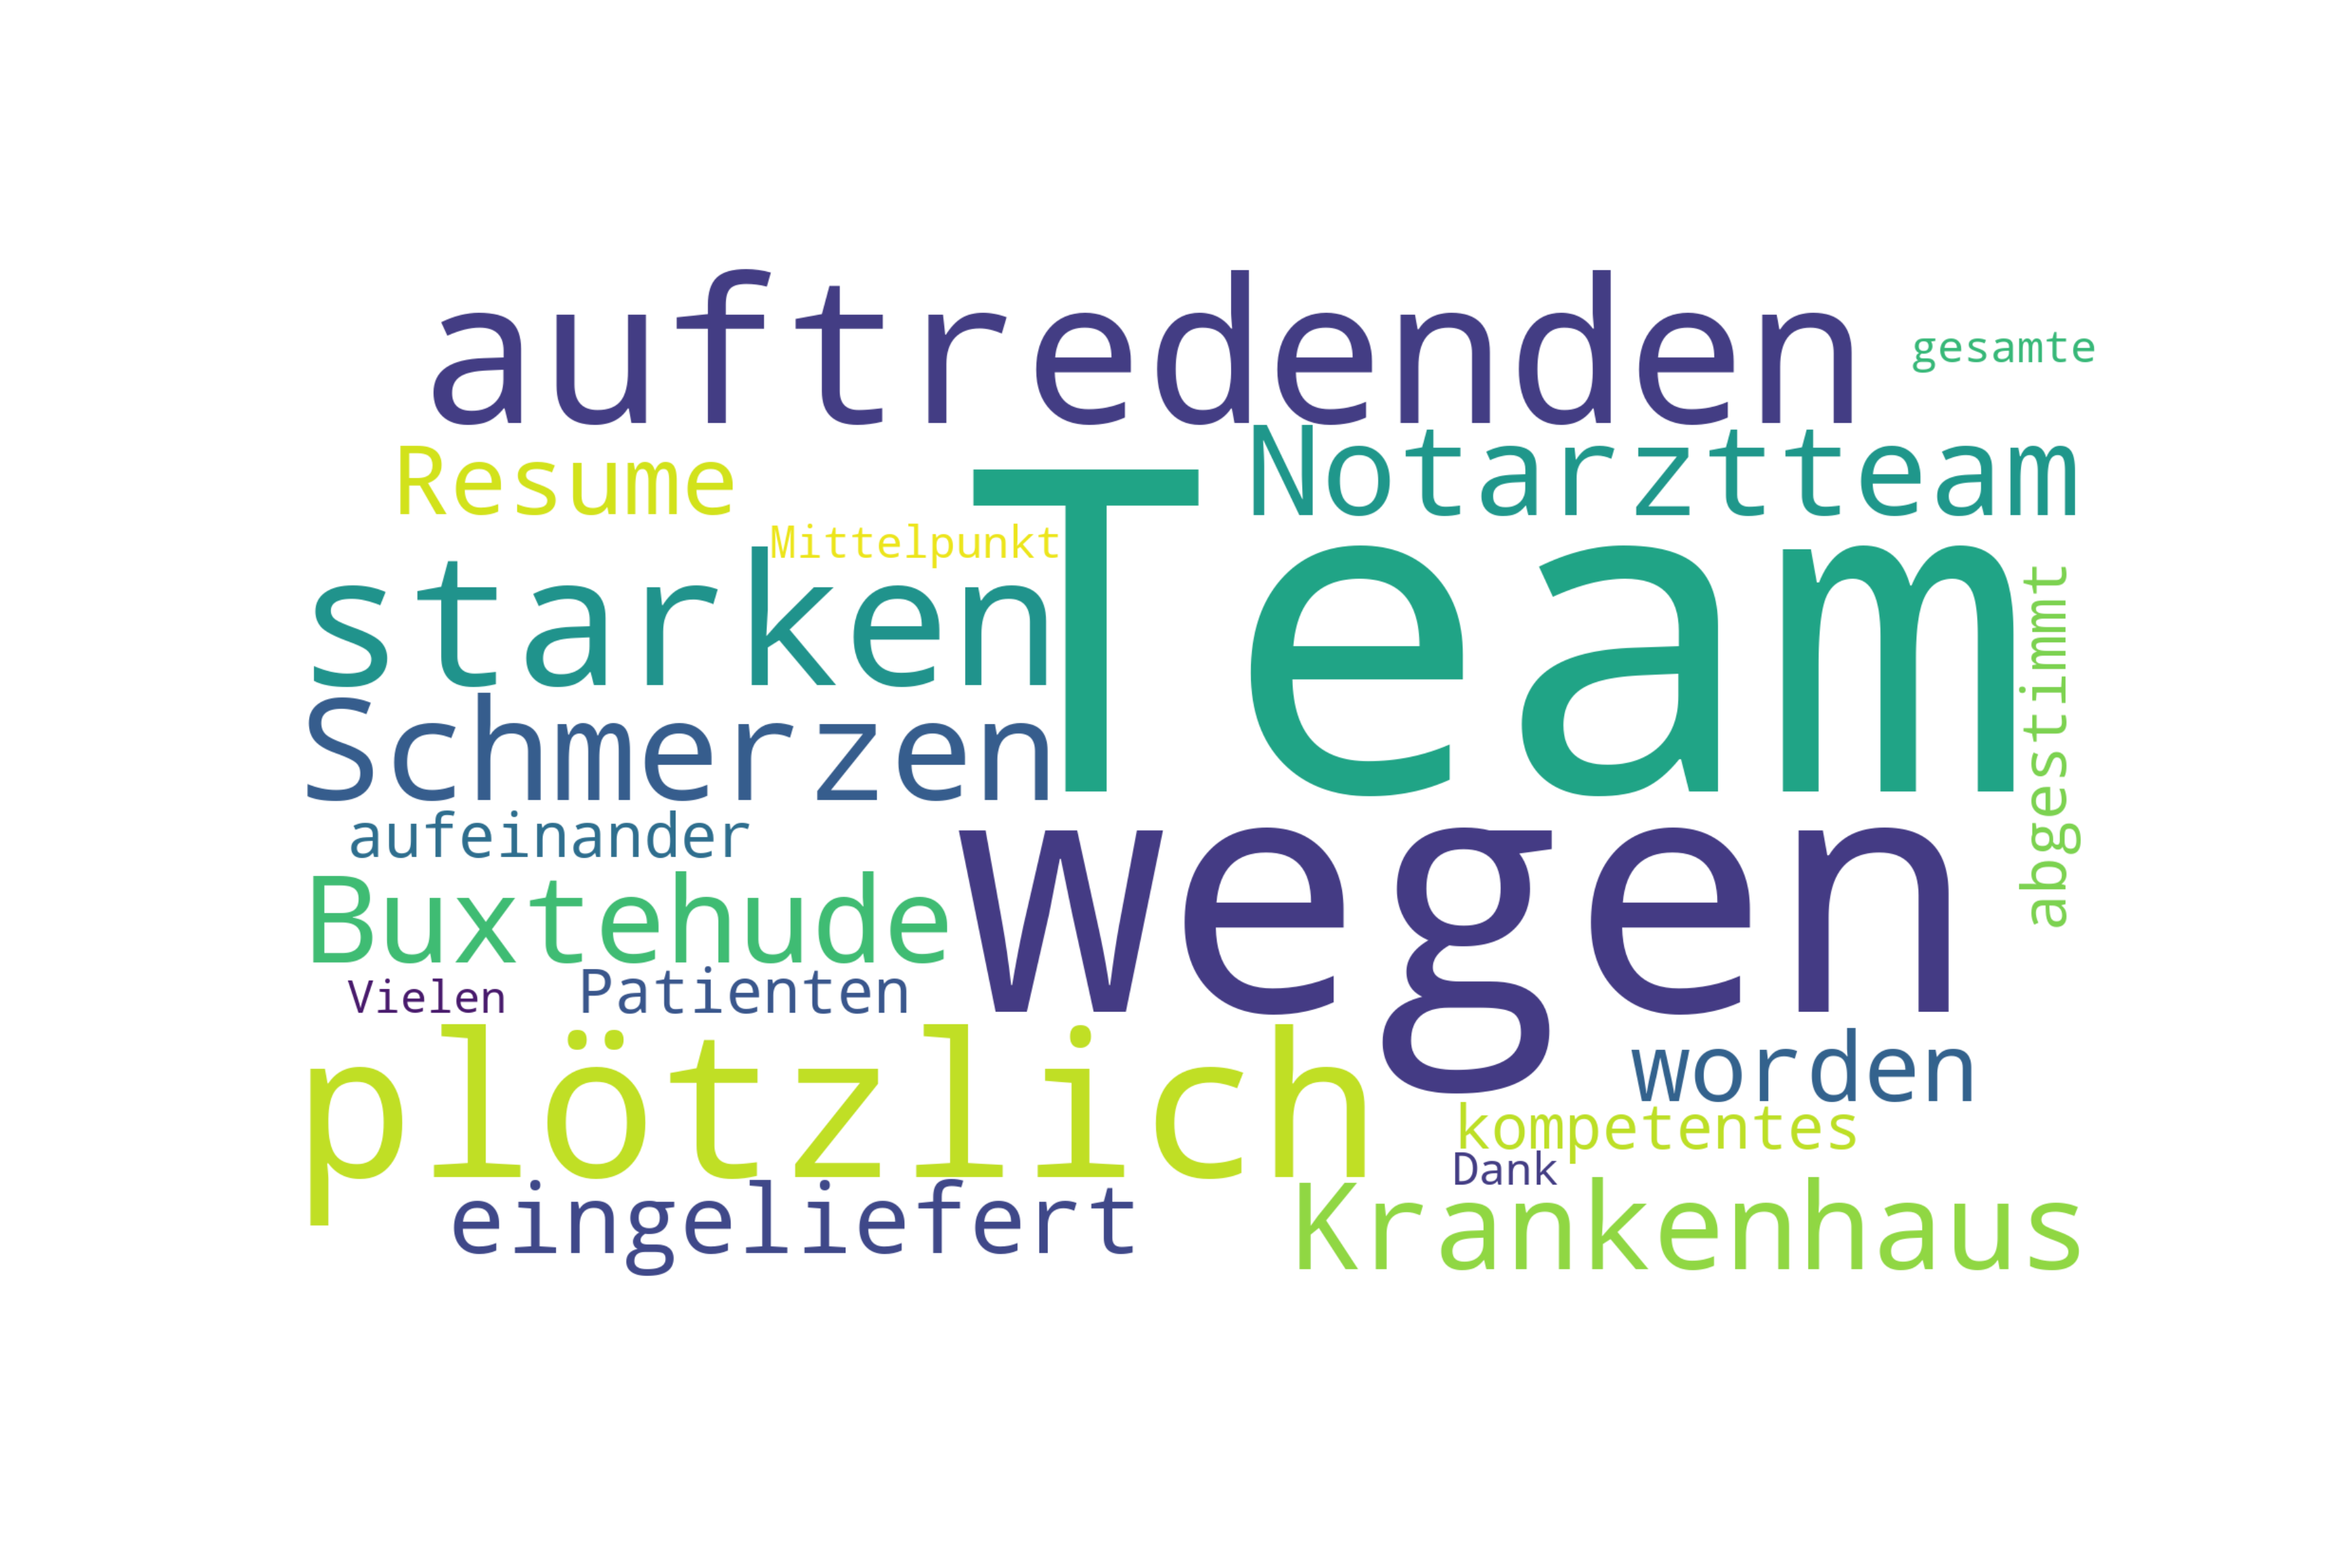 auftredenden
gesamte
Resume
Notarztteam
Mittelpunkt
starken
Team
abgestimmt
Schmerzen
aufeinander
wegen
Buxtehude
Vielen
Patienten
plötzlich
worden
kompetentes
Dank
eingeliefert
Krankenhaus